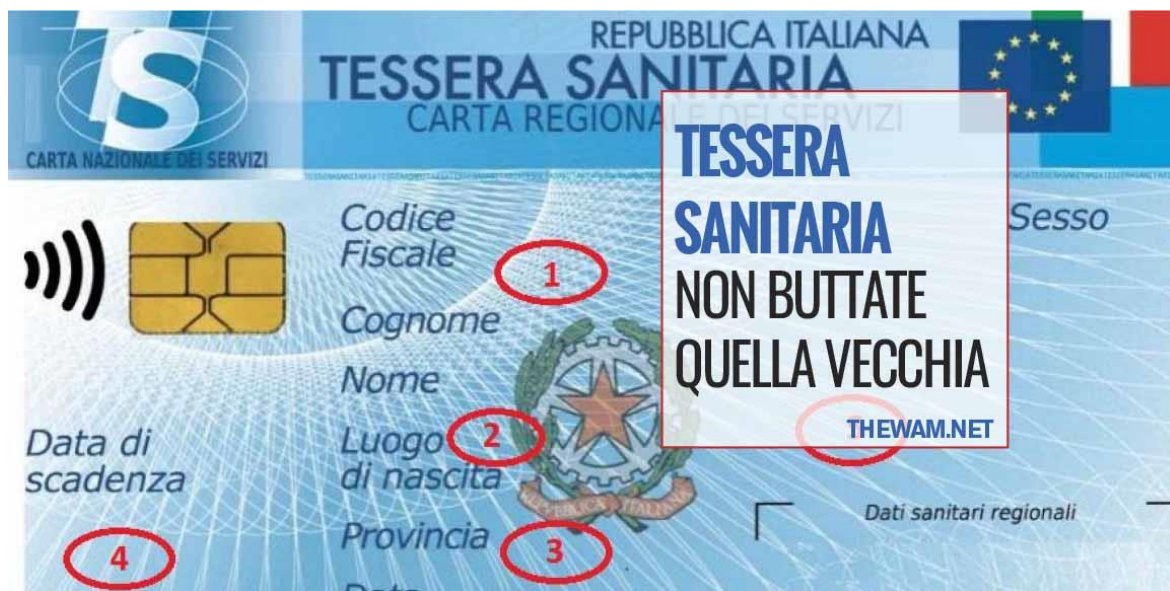 REPUBBLICA ITALIANA
TESSERA SANITARIA
CARTA REGIONALE DEI SERVIZI
TS
CARTA NAZIONALE DEI SERVIZI
TESSERA
SANITARIA
NON BUTTATE
QUELLA VECCHIA
THEWAM.NET
Codice
Fiscale
1
Sesso
Cognome
Nome
Luogo
di nascita
2
Data di
scadenza
Provincia
3
4
Dati sanitari regionali
Data